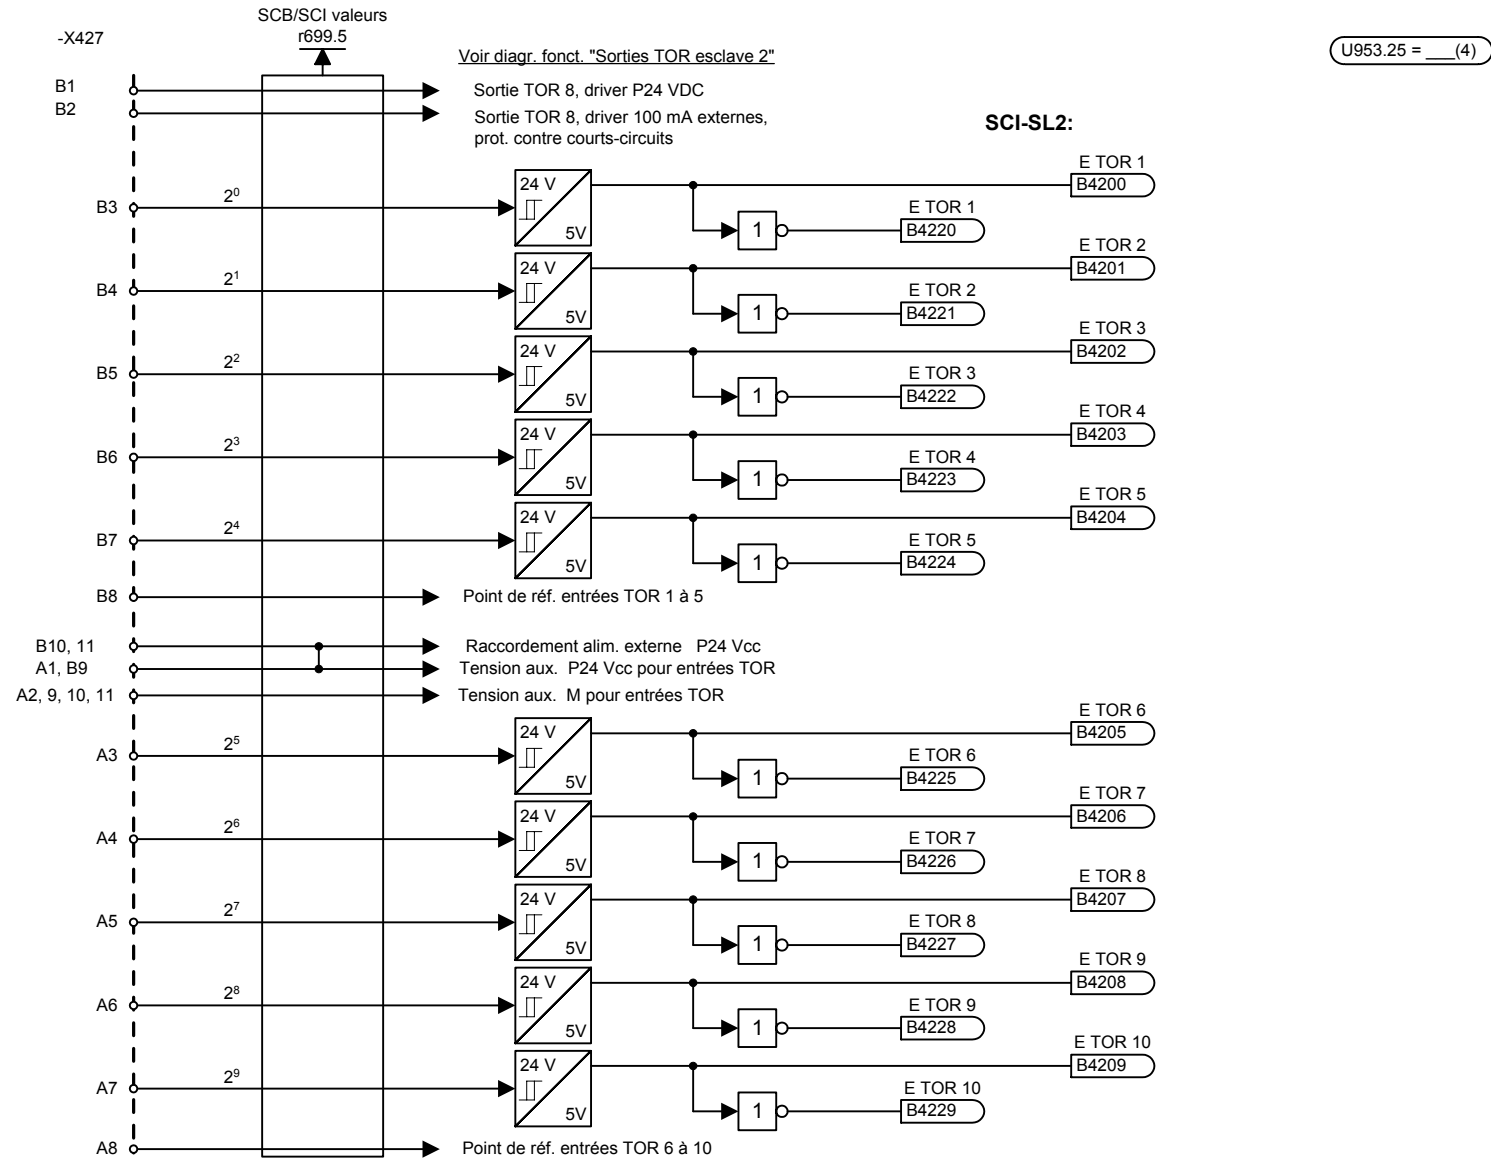 SCB/SCI valeurs
-X427
r699.5
Voir diagr. fonct. "Sorties TOR esclave 2"
U953.25 = ___(4)
B1
Sortie TOR 8, driver P24 VDC
B2
Sortie TOR 8, driver 100 mA externes,
prot. contre courts-circuits
SCI-SL2:
E TOR 1
24 V
B4200
B3
2⁰
E TOR 1
5V
1
B4220
E TOR 2
24 V
B4201
B4
2¹
E TOR 2
5V
1
B4221
E TOR 3
24 V
B4202
B5
2²
E TOR 3
5V
1
B4222
E TOR 4
24 V
B4203
B6
2³
E TOR 4
5V
1
B4223
E TOR 5
24 V
B4204
B7
2⁴
E TOR 5
5V
1
B4224
B8
Point de réf. entrées TOR 1 à 5
B10, 11
Raccordement alim. externe P24 Vcc
A1, B9
Tension aux. P24 Vcc pour entrées TOR
A2, 9, 10, 11
Tension aux. M pour entrées TOR
E TOR 6
24 V
B4205
A3
2⁵
E TOR 6
5V
1
B4225
E TOR 7
24 V
B4206
A4
2⁶
E TOR 7
5V
1
B4226
E TOR 8
24 V
B4207
A5
2⁷
E TOR 8
5V
1
B4227
E TOR 9
24 V
B4208
A6
2⁸
E TOR 9
5V
1
B4228
E TOR 10
24 V
B4209
A7
2⁹
E TOR 10
5V
1
B4229
A8
Point de réf. entrées TOR 6 à 10